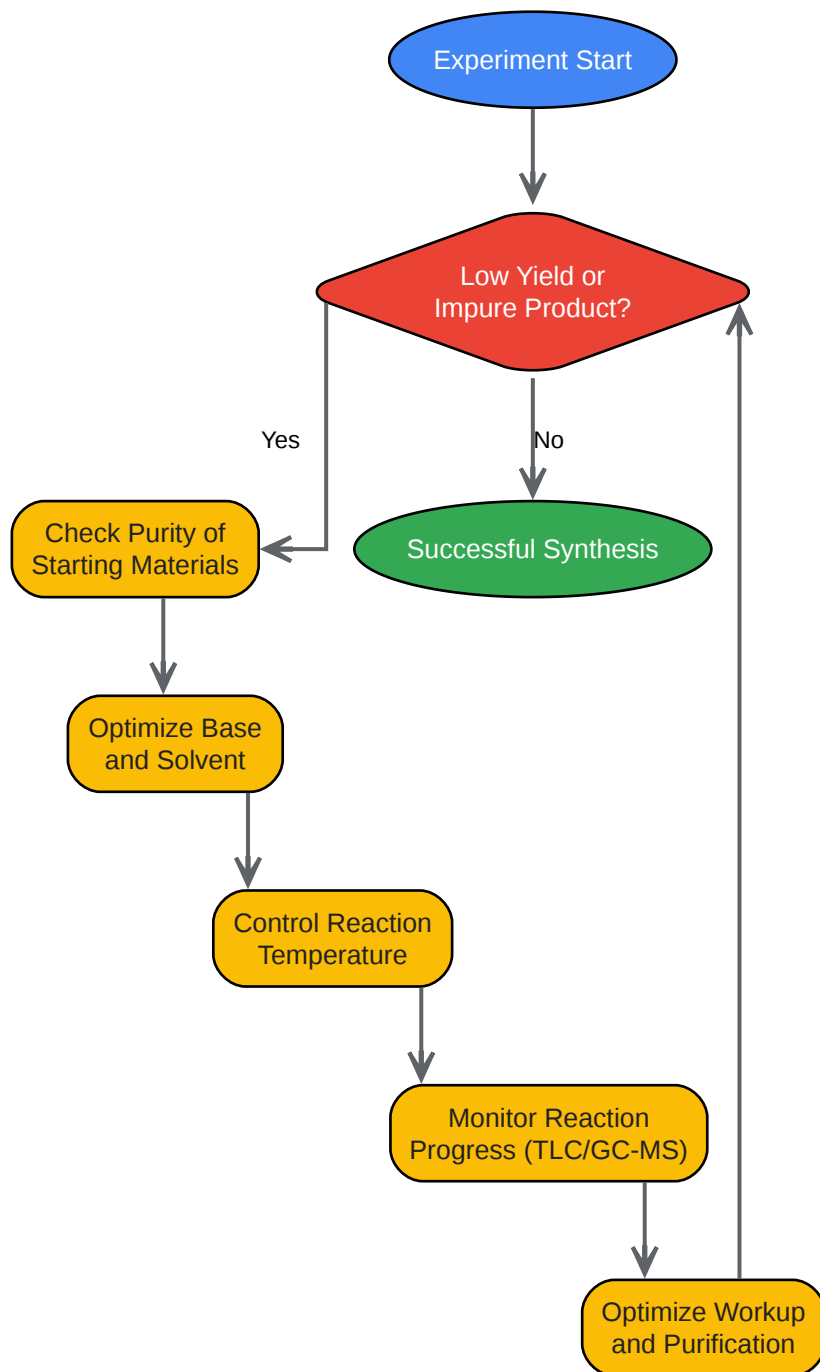 Experiment Start
Low Yield or
Impure Product?
Yes
No
Check Purity of
Starting Materials
Successful Synthesis
Optimize Base
and Solvent
Control Reaction
Temperature
Monitor Reaction
Progress (TLC/GC-MS)
Optimize Workup
and Purification